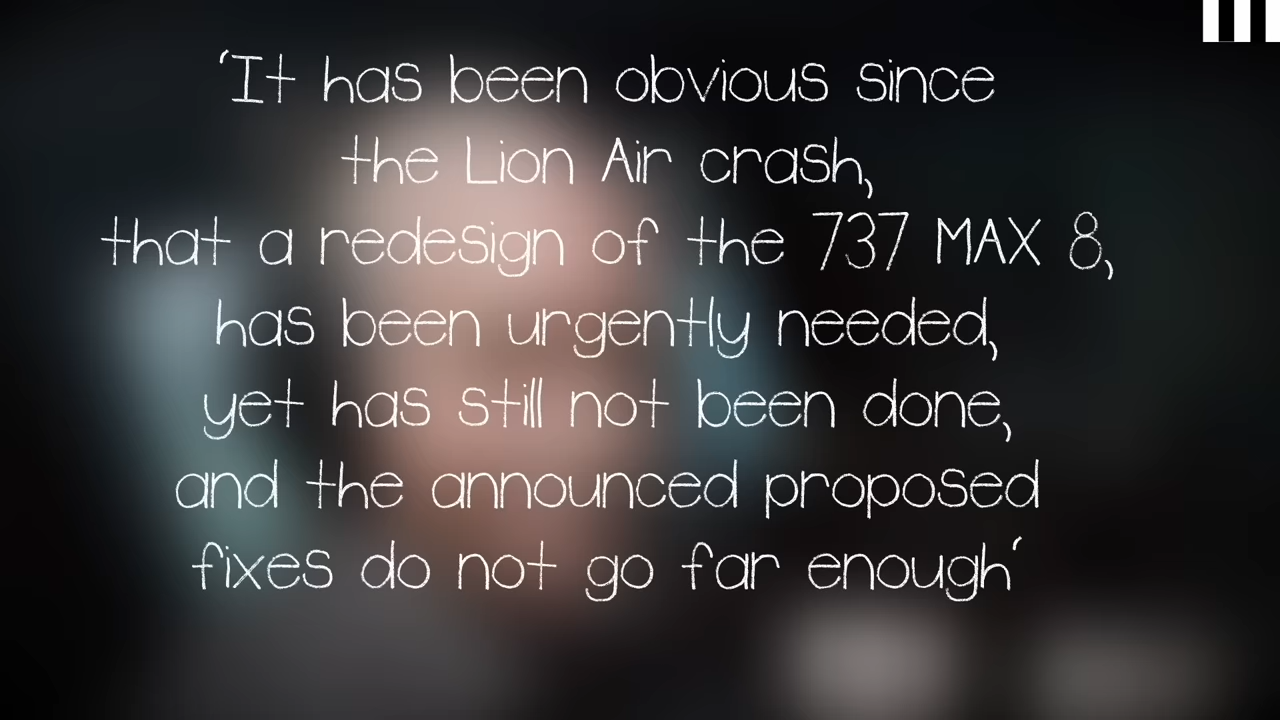 ‘It has been obvious since
the Lion Air crash,
that a redesign of the 737 MAX 8,
has been urgently needed,
yet has still not been done,
and the announced proposed
fixes do not go far enough‘